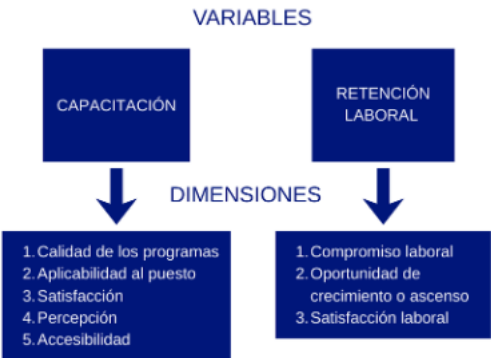 VARIABLES
CAPACITACIÓN
RETENCIÓN
LABORAL
DIMENSIONES
1. Calidad de los programas
2. Aplicabilidad al puesto
3. Satisfacción
4. Percepción
5. Accesibilidad
1. Compromiso laboral
2. Oportunidad de
crecimiento o ascenso
3. Satisfacción laboral